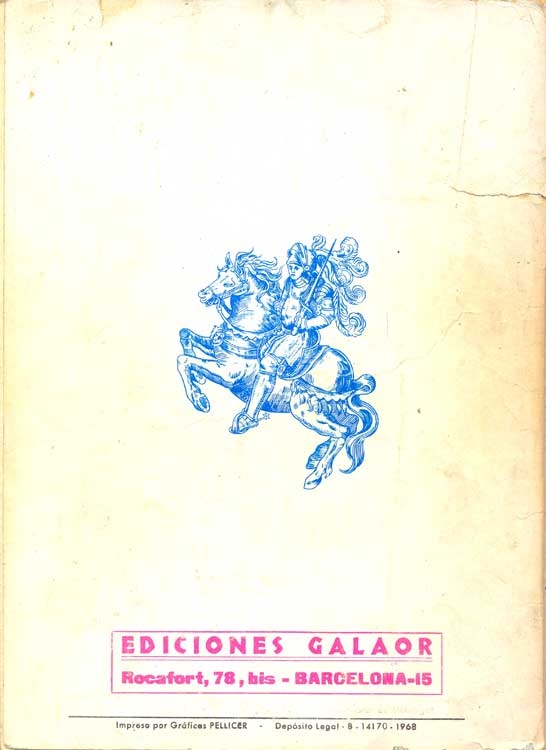 EDICIONES GALAOR
Rocafort, 78, bis - BARCELONA-15
Impreso por Gráficas PELLICER - Depósito Legal - B - 14170 - 1968